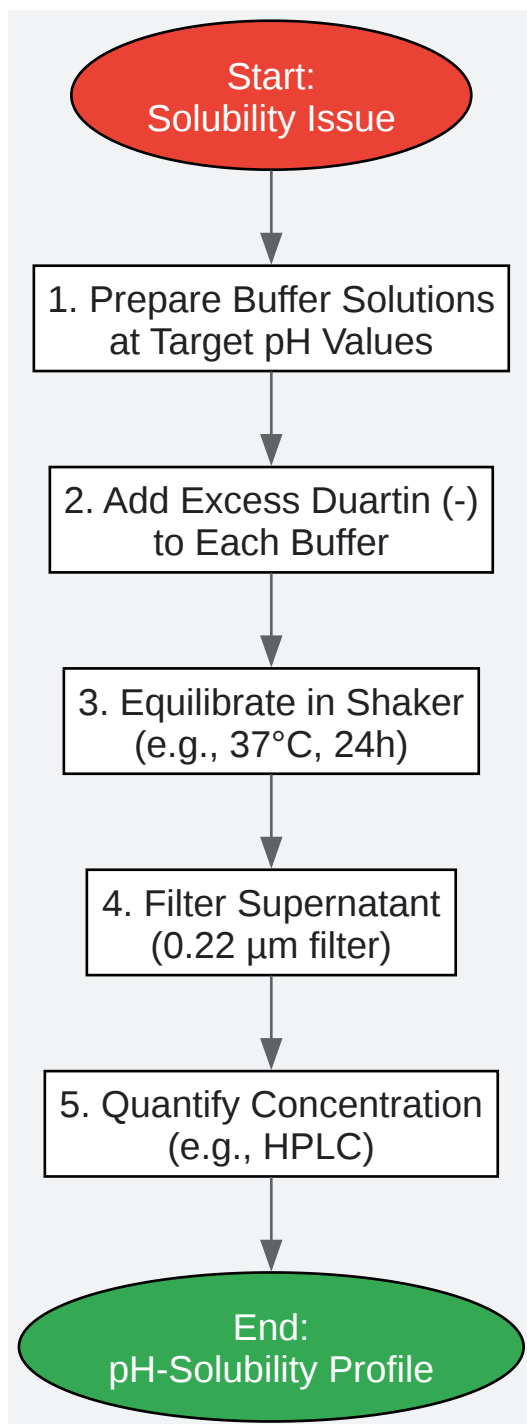 Start:
Solubility Issue
1. Prepare Buffer Solutions
at Target pH Values
2. Add Excess Duartin (-)
to Each Buffer
3. Equilibrate in Shaker
(e.g., 37°C, 24h)
4. Filter Supernatant
(0.22 µm filter)
5. Quantify Concentration
(e.g., HPLC)
End:
pH-Solubility Profile